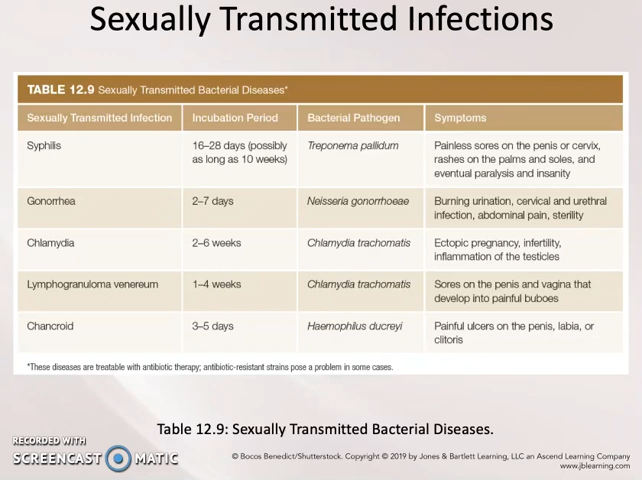 Sexually Transmitted Infections
TABLE 12.9 Sexually Transmitted Bacterial Diseases*
Sexually Transmitted Infection Incubation Period Bacterial Pathogen Symptoms
Syphilis 16–28 days (possibly Treponema pallidum Painless sores on the penis or cervix,
as long as 10 weeks) rashes on the palms and soles, and
eventual paralysis and insanity
Gonorrhea 2–7 days Neisseria gonorrhoeae Burning urination, cervical and urethral
infection, abdominal pain, sterility
Chlamydia 2–6 weeks Chlamydia trachomatis Ectopic pregnancy, infertility,
inflammation of the testicles
Lymphogranuloma venereum 1–4 weeks Chlamydia trachomatis Sores on the penis and vagina that
develop into painful buboes
Chancroid 3–5 days Haemophilus ducreyi Painful ulcers on the penis, labia, or
clitoris
*These diseases are treatable with antibiotic therapy; antibiotic-resistant strains pose a problem in some cases.
Table 12.9: Sexually Transmitted Bacterial Diseases.
RECORDED WITH
SCREENCAST MATIC
© Bocos Benedict/Shutterstock. Copyright © 2019 by Jones & Bartlett Learning, LLC an Ascend Learning Company
www.jblearning.com